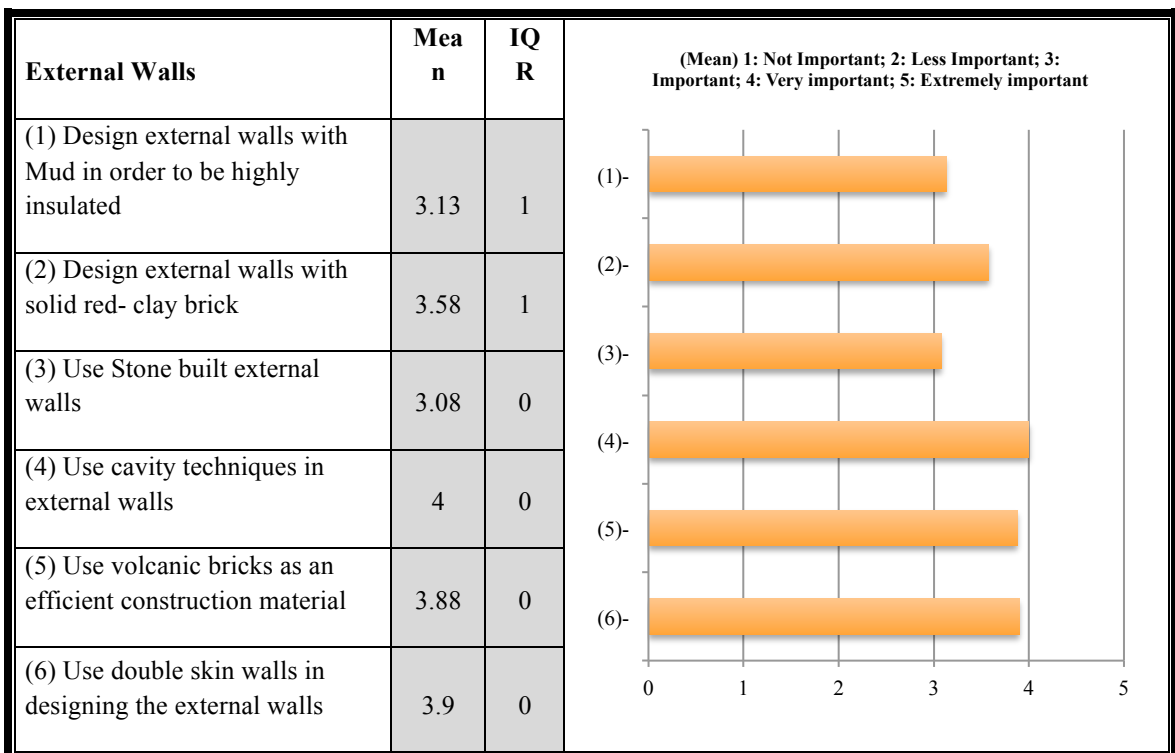 External Walls
Mea
n
IQ
R
(1) Design external walls with
Mud in order to be highly
insulated
3.13
1
(2) Design external walls with
solid red- clay brick
3.58
1
(3) Use Stone built external
walls
3.08
0
(4) Use cavity techniques in
external walls
4
0
(5) Use volcanic bricks as an
efficient construction material
3.88
0
(6) Use double skin walls in
designing the external walls
3.9
0
(Mean) 1: Not Important; 2: Less Important; 3:
Important; 4: Very important; 5: Extremely important
(1)-
(2)-
(3)-
(4)-
(5)-
(6)-
0 1 2 3 4 5